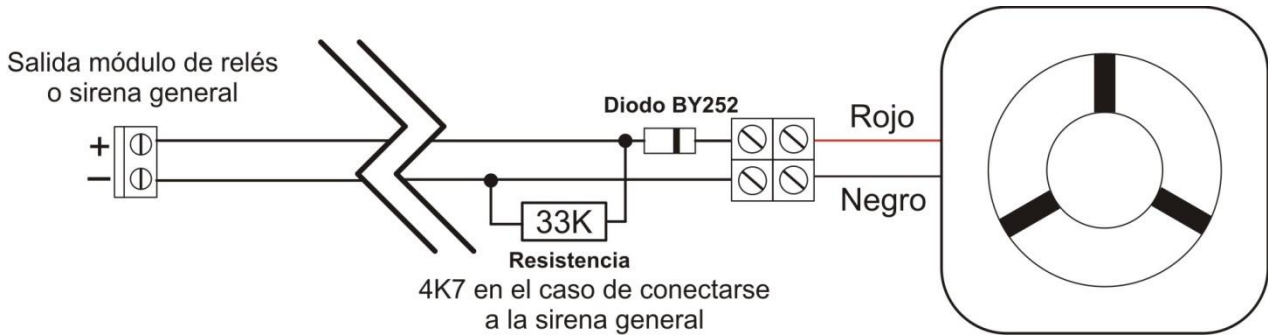 Salida módulo de relés
o sirena general
+
−
Diodo BY252
Rojo
Negro
33K
Resistencia
4K7 en el caso de conectarse
a la sirena general